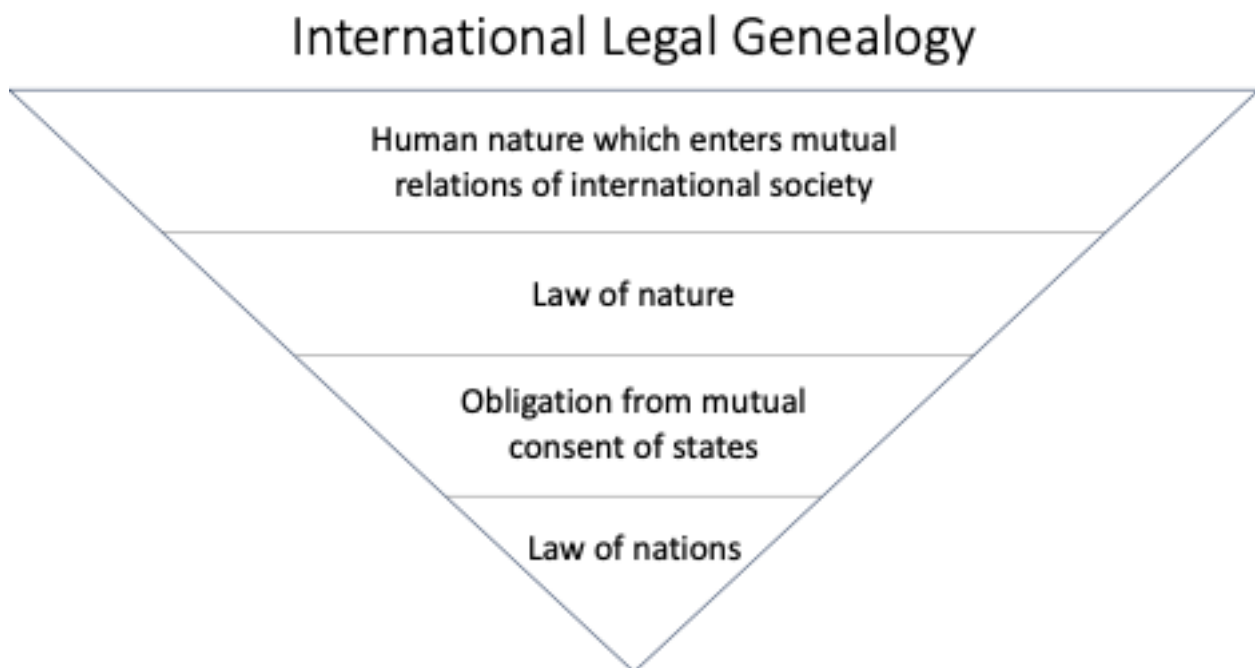 International Legal Genealogy
Human nature which enters mutual
relations of international society
Law of nature
Obligation from mutual
consent of states
Law of nations